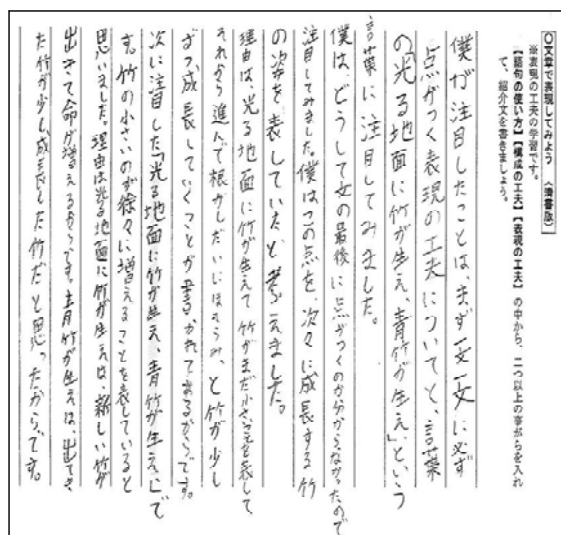 〇文章で表現してみよう 〈清書版〉
※表現の工夫の学習です。
【語句の使い方】【構成の工夫】【表現の工夫】の中から、二つ以上の事がらを入れ
て、紹介文を書きましょう。
僕が注目したことは、まず一文一文に必ず
点がつく表現の工夫についてと、言葉
の「光る地面に竹が生え、青竹が生え」という
言葉に注目してみました。
僕は、どうして文の最後に点がつくのか分からなかったので
注目してみました。僕はこの点を、次々に成長する竹
の姿を表していたと考えました。
理由は、光る地面に竹が生えて竹がまだ小さい を表して
それから進んで根がしだいにほそらみ、と竹が少し
ずつ成長していくことが書かれてあるからです。
次に注目した「光る地面に竹が生え、青竹が生え」で
す。竹の小さいのが徐々に増えることを表していると
思いました。理由は光る地面に竹が生えは、新しい竹が
出てきて命が増えるからです。青竹が生えは、出てき
た竹が少し成長した竹だと思ったからです。